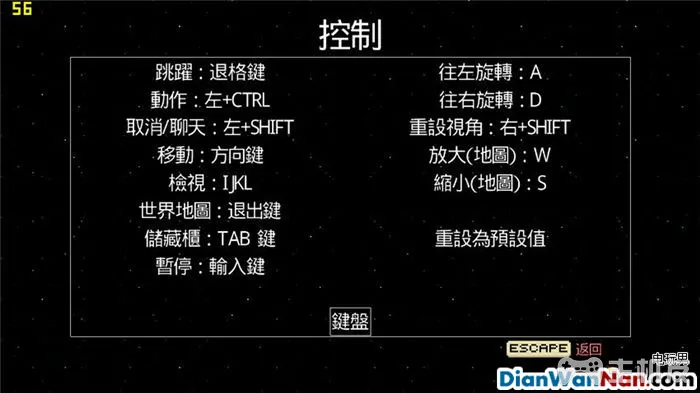 56
控制
跳躍：退格鍵
動作：左+CTRL
取消/聊天：左+SHIFT
移動：方向鍵
檢視：IJKL
世界地圖：退出鍵
儲藏櫃：TAB 鍵
暫停：輸入鍵
往左旋轉：A
往右旋轉：D
重設視角：右+SHIFT
放大(地圖)：W
縮小(地圖)：S
重設為預設值
鍵盤
ESCAPE 返回
电玩男
DianWanNan.com